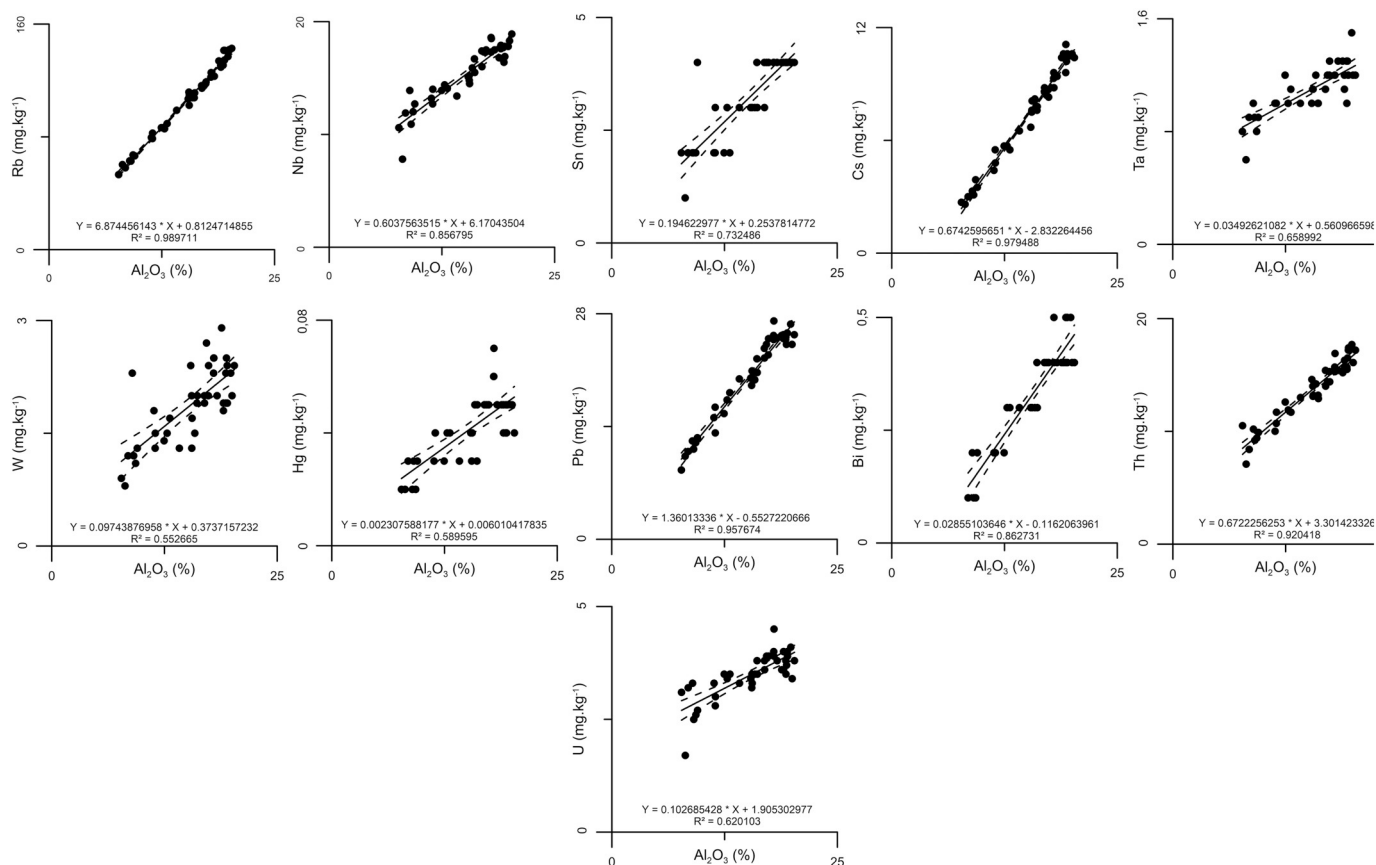 160
Rb (mg.kg⁻¹)
Y = 6.874456143 * X + 0.8124714855
R² = 0.989711
0
0
Al₂O₃ (%)
25
20
Nb (mg.kg⁻¹)
Y = 0.6037563515 * X + 6.17043504
R² = 0.856795
0
0
Al₂O₃ (%)
25
5
Sn (mg.kg⁻¹)
Y = 0.194622977 * X + 0.2537814772
R² = 0.732486
0
0
Al₂O₃ (%)
25
12
Cs (mg.kg⁻¹)
Y = 0.6742595651 * X - 2.832264456
R² = 0.979488
0
0
Al₂O₃ (%)
25
1,6
Ta (mg.kg⁻¹)
Y = 0.03492621082 * X + 0.560966598
R² = 0.658992
0
0
Al₂O₃ (%)
3
W (mg.kg⁻¹)
Y = 0.09743876958 * X + 0.3737157232
R² = 0.552665
0
0
Al₂O₃ (%)
25
0,08
Hg (mg.kg⁻¹)
Y = 0.002307588177 * X + 0.006010417835
R² = 0.589595
0
0
Al₂O₃ (%)
25
28
Pb (mg.kg⁻¹)
Y = 1.36013336 * X - 0.5527220666
R² = 0.957674
0
0
Al₂O₃ (%)
25
0,5
Bi (mg.kg⁻¹)
Y = 0.02855103646 * X - 0.1162063961
R² = 0.862731
0
0
Al₂O₃ (%)
25
20
Th (mg.kg⁻¹)
Y = 0.6722256253 * X + 3.301423326
R² = 0.920418
0
0
Al₂O₃ (%)
5
U (mg.kg⁻¹)
Y = 0.102685428 * X + 1.905302977
R² = 0.620103
0
0
Al₂O₃ (%)
25